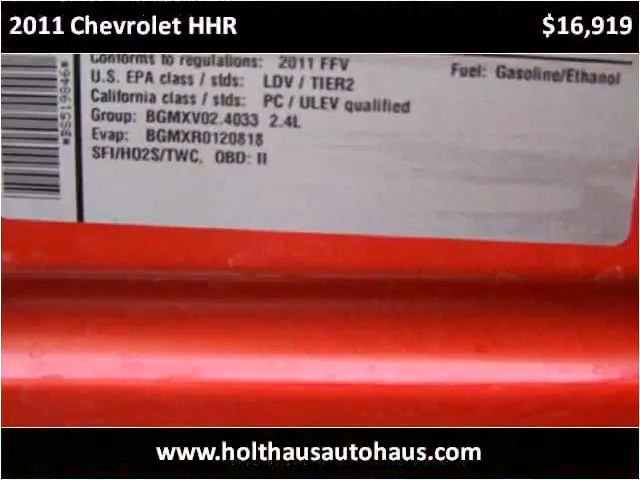 2011 Chevrolet HHR $16,919
Conforms to regulations: 2011 FFV Fuel: Gasoline/Ethanol
U.S. EPA class / stds: LDV / TIER2
California class / stds: PC / ULEV qualified
Group: BGMXV02.4033 2.4L
Evap: BGMXR0120818
SFI/HO2S/TWC, OBD: II
*BS519846*
www.holthausautohaus.com